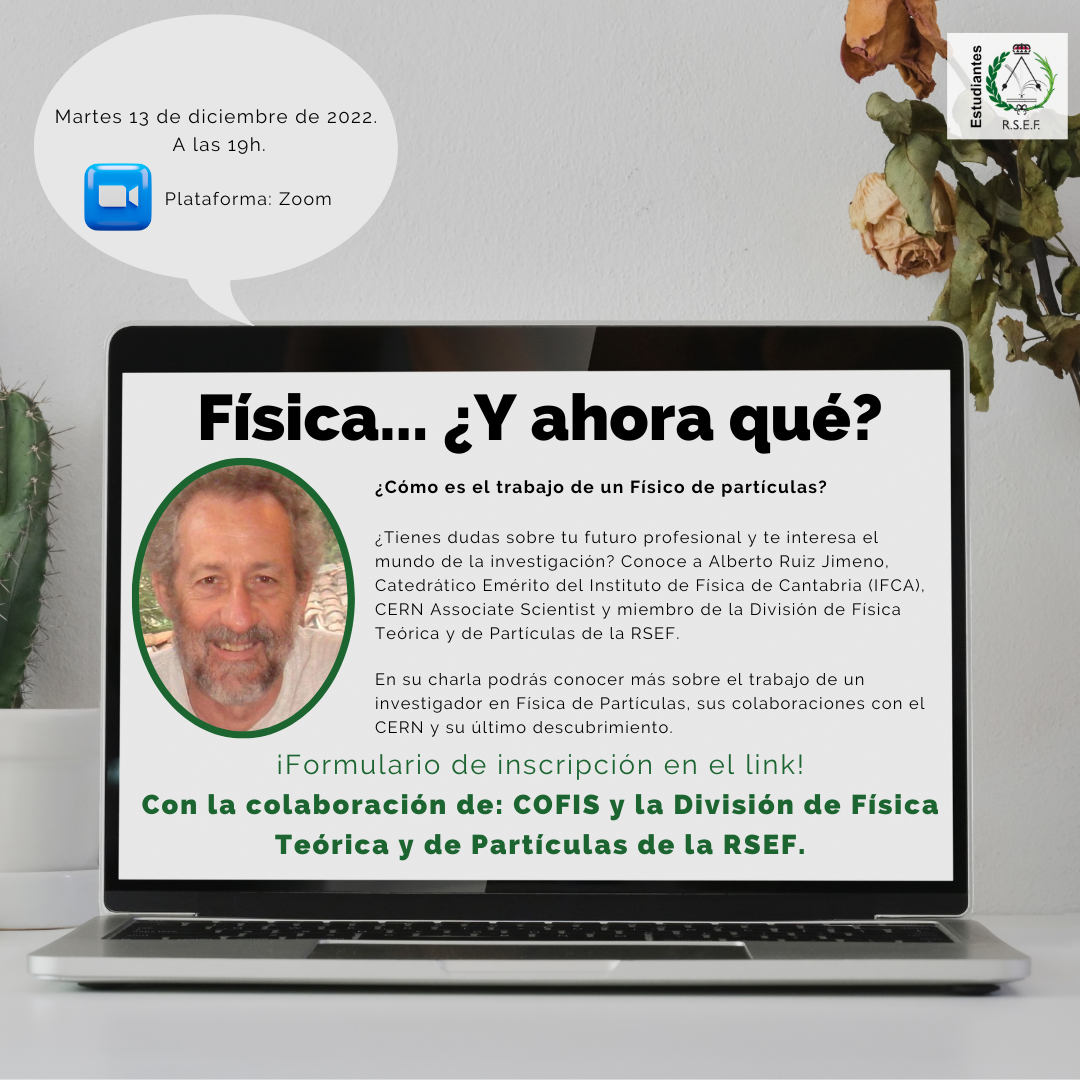 Martes 13 de diciembre de 2022.
A las 19h.
Plataforma: Zoom
Estudiantes
R.S.E.F.
Física... ¿Y ahora qué?
¿Cómo es el trabajo de un Físico de partículas?
¿Tienes dudas sobre tu futuro profesional y te interesa el
mundo de la investigación? Conoce a Alberto Ruiz Jimeno,
Catedrático Emérito del Instituto de Física de Cantabria (IFCA),
CERN Associate Scientist y miembro de la División de Física
Teórica y de Partículas de la RSEF.
En su charla podrás conocer más sobre el trabajo de un
investigador en Física de Partículas, sus colaboraciones con el
CERN y su último descubrimiento.
¡Formulario de inscripción en el link!
Con la colaboración de: COFIS y la División de Física
Teórica y de Partículas de la RSEF.